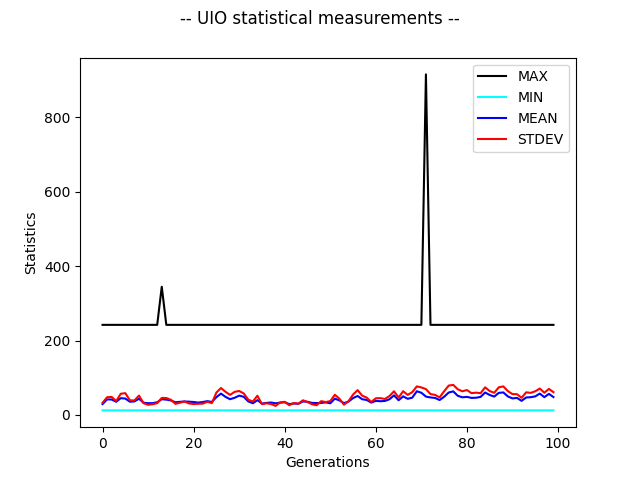 -- UIO statistical measurements --
MAX
MIN
MEAN
STDEV
Statistics
800
600
400
200
0
0 20 40 60 80 100
Generations